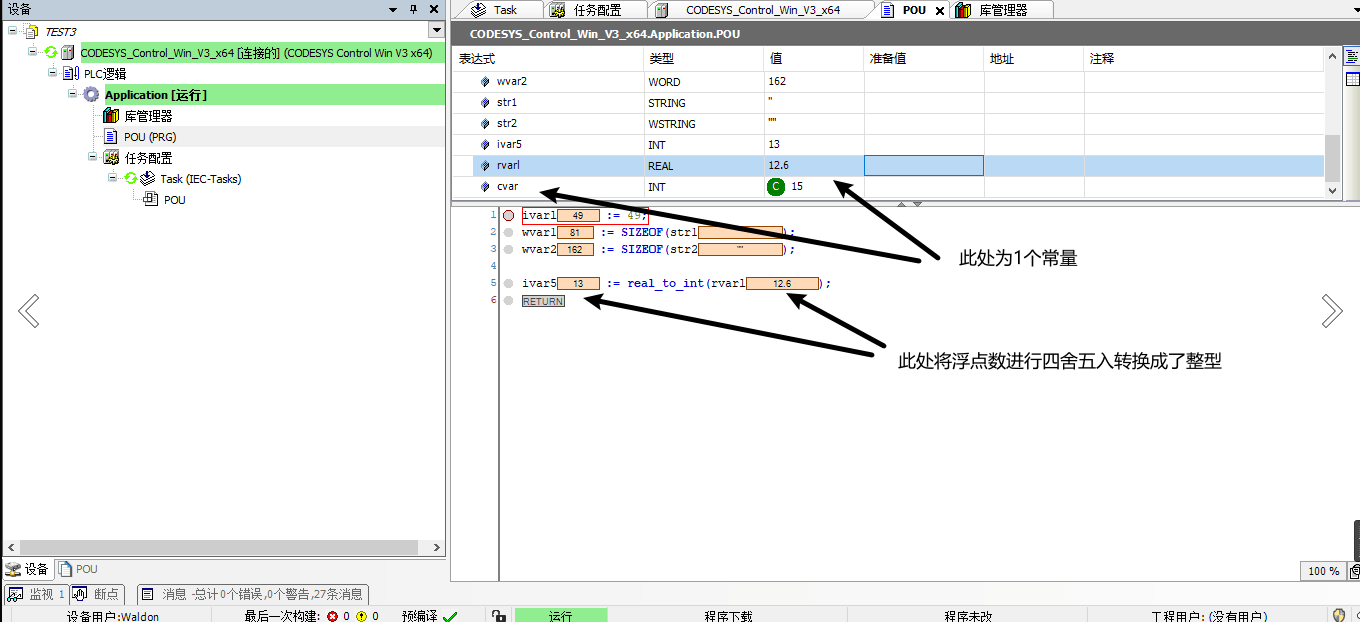 设备
TEST3
CODESYS_Control_Win_V3_x64 [连接的] (CODESYS Control Win V3 x64)
PLC逻辑
Application [运行]
库管理器
POU (PRG)
任务配置
Task (IEC-Tasks)
POU
设备
POU
Task
任务配置
CODESYS_Control_Win_V3_x64
POU
库管理器
CODESYS_Control_Win_V3_x64.Application.POU
表达式 类型 值 准备值 地址 注释
wvar2 WORD 162
str1 STRING ''
str2 WSTRING ""
ivar5 INT 13
rvar1 REAL 12.6
cvar INT C 15
1 ivar1 49 := 49;
2 wvar1 81 := SIZEOF(str1 );
3 wvar2 162 := SIZEOF(str2 "" );
4
5 ivar5 13 := real_to_int(rvar1 12.6 );
6 RETURN
此处为1个常量
此处将浮点数进行四舍五入转换成了整型
100 %
监视 1
断点
消息 -总计0个错误,0个警告,27条消息
设备用户:Waldon
最后一次构建: 0 0
预编译
运行
程序下载
程序未改
工程用户: (没有用户)